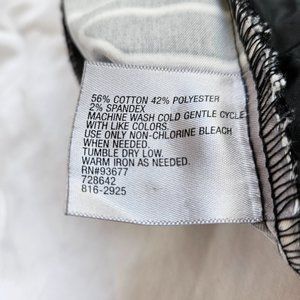 56% COTTON 42% POLYESTER
2% SPANDEX
MACHINE WASH COLD GENTLE CYCLE
WITH LIKE COLORS.
USE ONLY NON-CHLORINE BLEACH
WHEN NEEDED.
TUMBLE DRY LOW.
WARM IRON AS NEEDED.
RN#93677
728642
816-2925